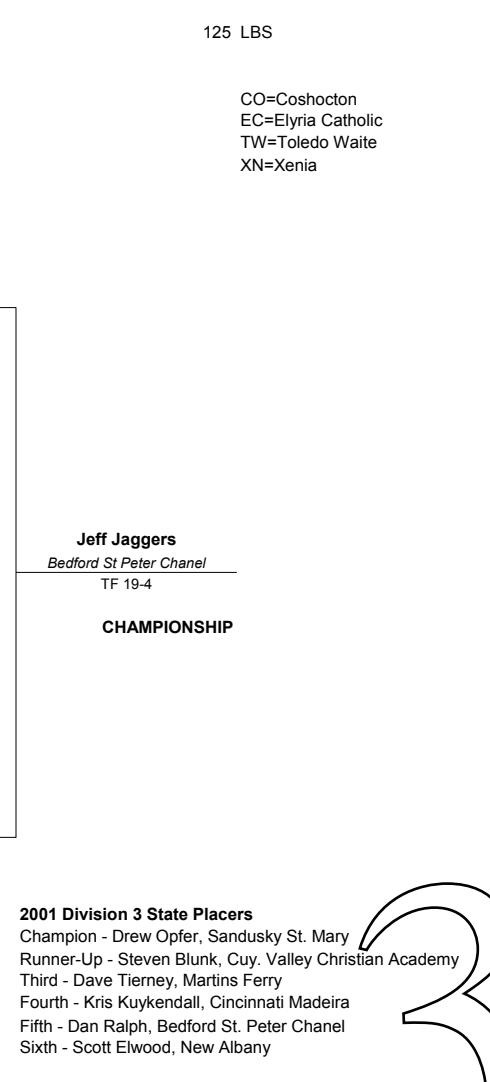 125 LBS
CO=Coshocton
EC=Elyria Catholic
TW=Toledo Waite
XN=Xenia
Jeff Jaggers
Bedford St Peter Chanel
TF 19-4
CHAMPIONSHIP
2001 Division 3 State Placers
Champion - Drew Opfer, Sandusky St. Mary
Runner-Up - Steven Blunk, Cuy. Valley Christian Academy
Third - Dave Tierney, Martins Ferry
Fourth - Kris Kuykendall, Cincinnati Madeira
Fifth - Dan Ralph, Bedford St. Peter Chanel
Sixth - Scott Elwood, New Albany
3